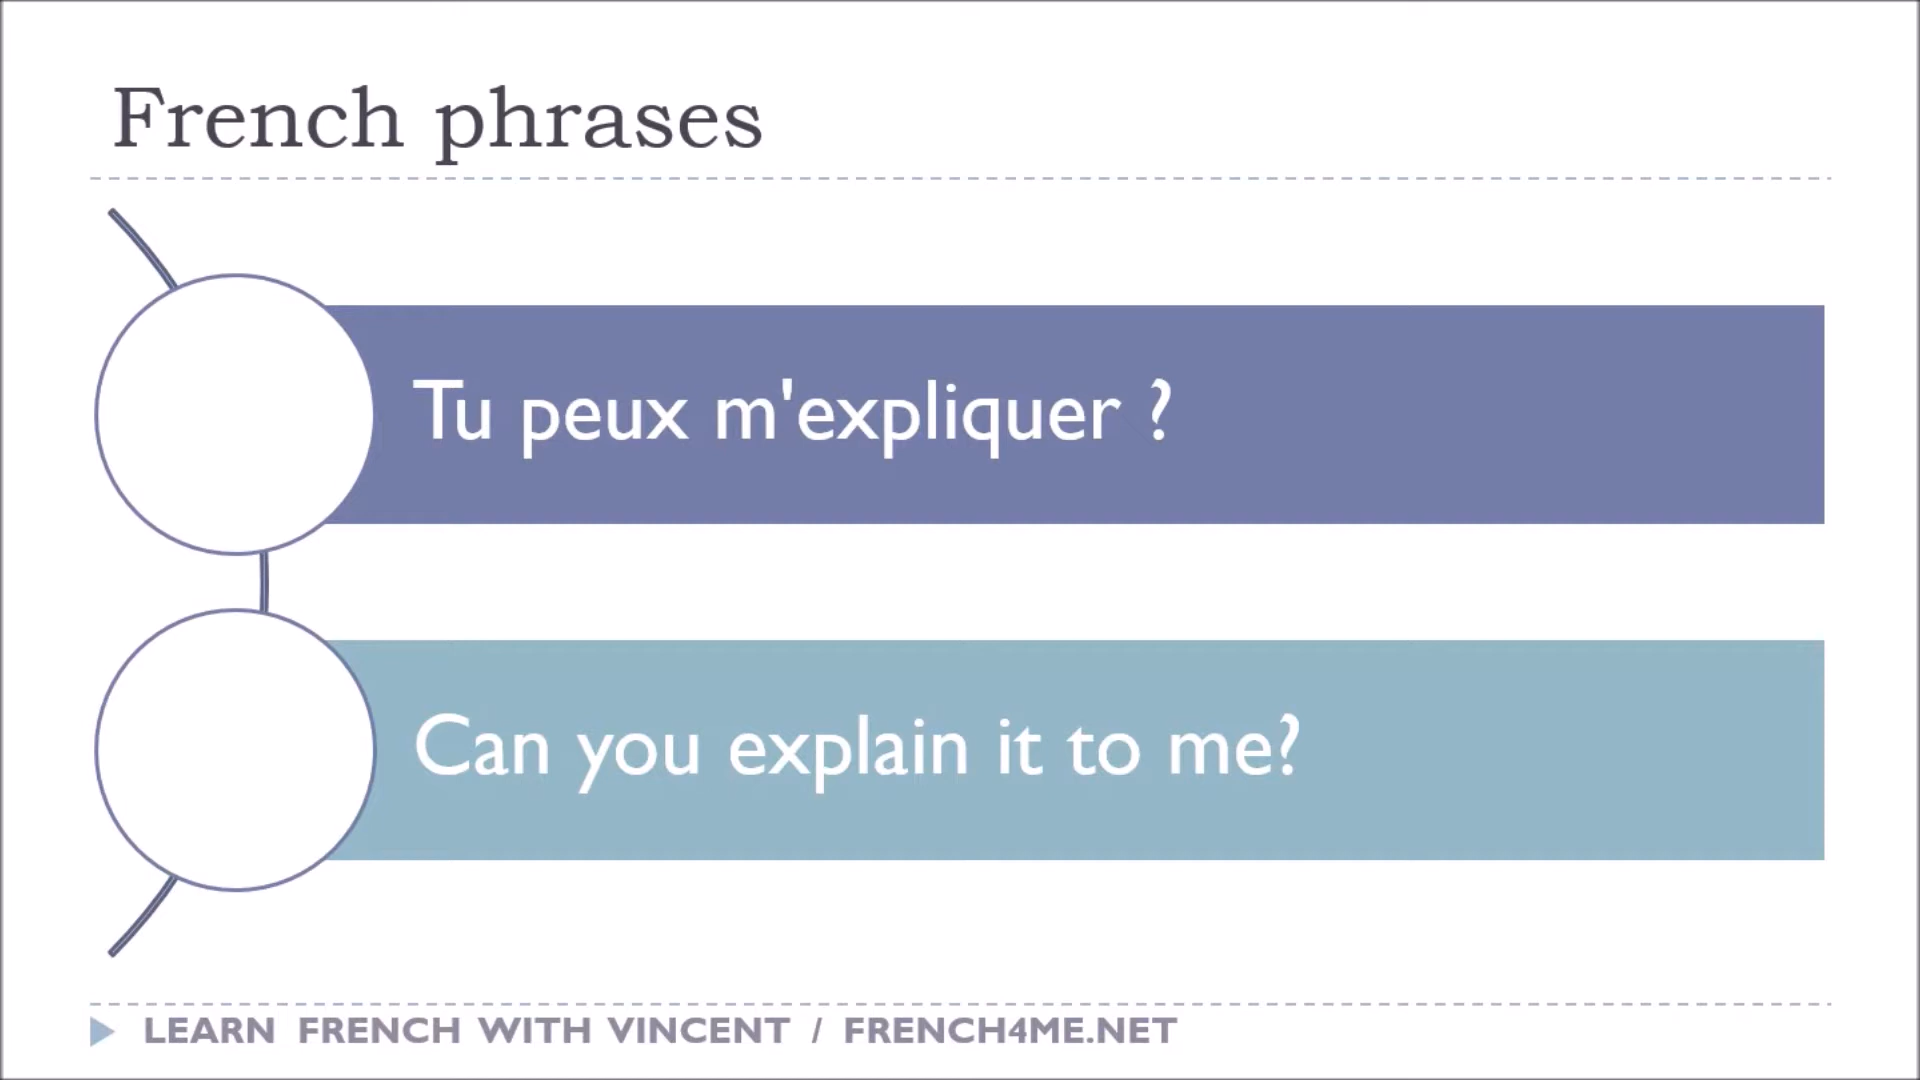 French phrases
Tu peux m'expliquer ?
Can you explain it to me?
LEARN FRENCH WITH VINCENT / FRENCH4ME.NET